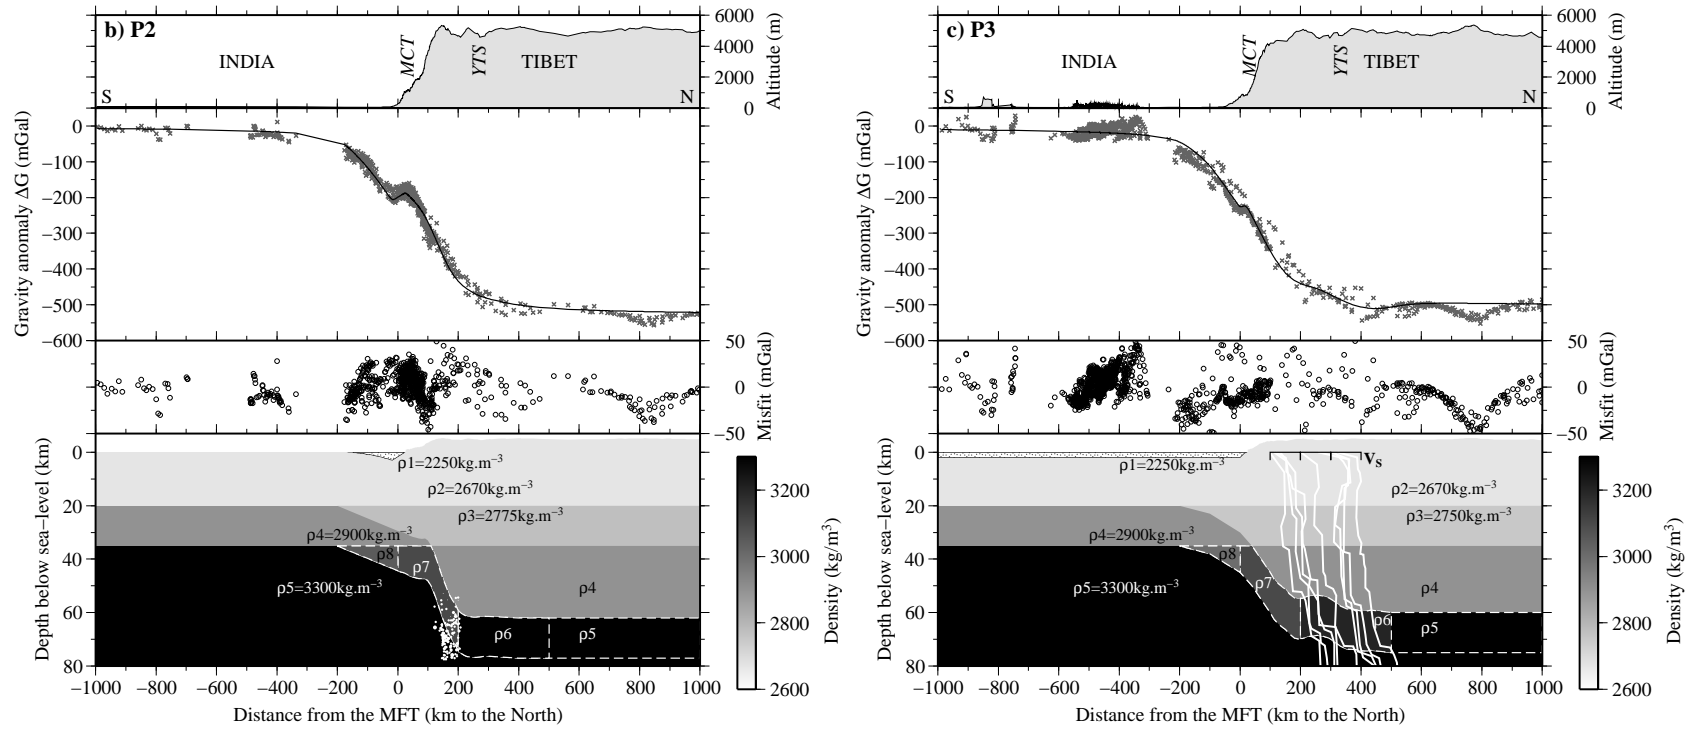 b) P2
INDIA
MCT
YTS
TIBET
S
N
6000
4000
2000
0
Altitude (m)
0
−100
−200
−300
−400
−500
−600
Gravity anomaly ΔG (mGal)
50
0
−50
Misfit (mGal)
0
20
40
60
80
Depth below sea−level (km)
ρ1=2250kg.m−3
ρ2=2670kg.m−3
ρ3=2775kg.m−3
ρ4=2900kg.m−3
ρ8
ρ7
ρ5=3300kg.m−3
ρ4
ρ6
ρ5
3200
3000
2800
2600
Density (kg/m3)
−1000 −800 −600 −400 −200 0 200 400 600 800 1000
Distance from the MFT (km to the North)
c) P3
INDIA
MCT
YTS
TIBET
S
N
6000
4000
2000
0
Altitude (m)
0
−100
−200
−300
−400
−500
−600
Gravity anomaly ΔG (mGal)
50
0
−50
Misfit (mGal)
0
20
40
60
80
Depth below sea−level (km)
ρ1=2250kg.m−3
Vs
ρ2=2670kg.m−3
ρ3=2750kg.m−3
ρ4=2900kg.m−3
ρ8
ρ7
ρ5=3300kg.m−3
ρ4
ρ6
ρ5
3200
3000
2800
2600
Density (kg/m3)
−1000 −800 −600 −400 −200 0 200 400 600 800 1000
Distance from the MFT (km to the North)